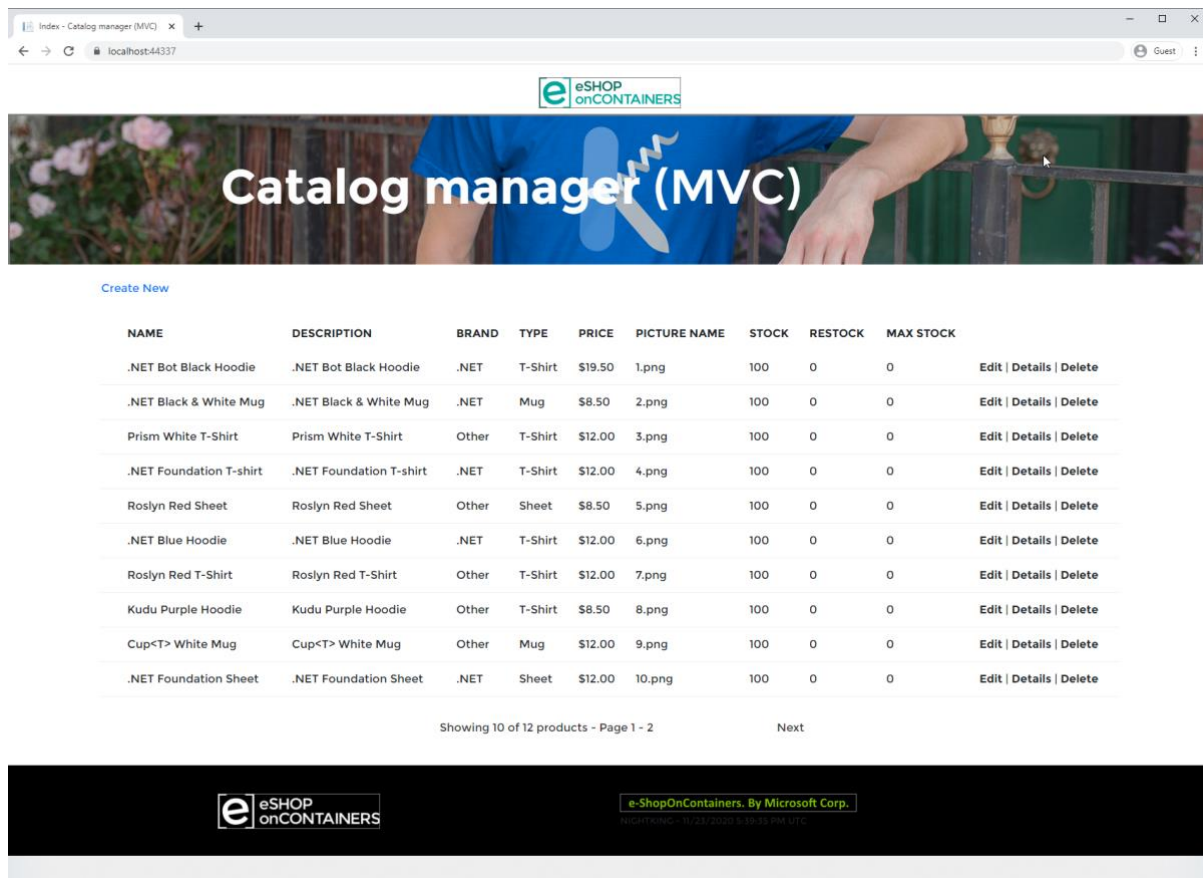 Index - Catalog manager (MVC)
localhost:44337
Guest
eSHOP
onCONTAINERS
Catalog manager (MVC)
Create New
NAME DESCRIPTION BRAND TYPE PRICE PICTURE NAME STOCK RESTOCK MAX STOCK
.NET Bot Black Hoodie .NET Bot Black Hoodie .NET T-Shirt $19.50 1.png 100 0 0 Edit | Details | Delete
.NET Black & White Mug .NET Black & White Mug .NET Mug $8.50 2.png 100 0 0 Edit | Details | Delete
Prism White T-Shirt Prism White T-Shirt Other T-Shirt $12.00 3.png 100 0 0 Edit | Details | Delete
.NET Foundation T-shirt .NET Foundation T-shirt .NET T-Shirt $12.00 4.png 100 0 0 Edit | Details | Delete
Roslyn Red Sheet Roslyn Red Sheet Other Sheet $8.50 5.png 100 0 0 Edit | Details | Delete
.NET Blue Hoodie .NET Blue Hoodie .NET T-Shirt $12.00 6.png 100 0 0 Edit | Details | Delete
Roslyn Red T-Shirt Roslyn Red T-Shirt Other T-Shirt $12.00 7.png 100 0 0 Edit | Details | Delete
Kudu Purple Hoodie Kudu Purple Hoodie Other T-Shirt $8.50 8.png 100 0 0 Edit | Details | Delete
Cup<T> White Mug Cup<T> White Mug Other Mug $12.00 9.png 100 0 0 Edit | Details | Delete
.NET Foundation Sheet .NET Foundation Sheet .NET Sheet $12.00 10.png 100 0 0 Edit | Details | Delete
Showing 10 of 12 products - Page 1 - 2 Next
eSHOP
onCONTAINERS
e-ShopOnContainers. By Microsoft Corp.
NIGHTKING - 11/23/2020 5:39:35 PM UTC